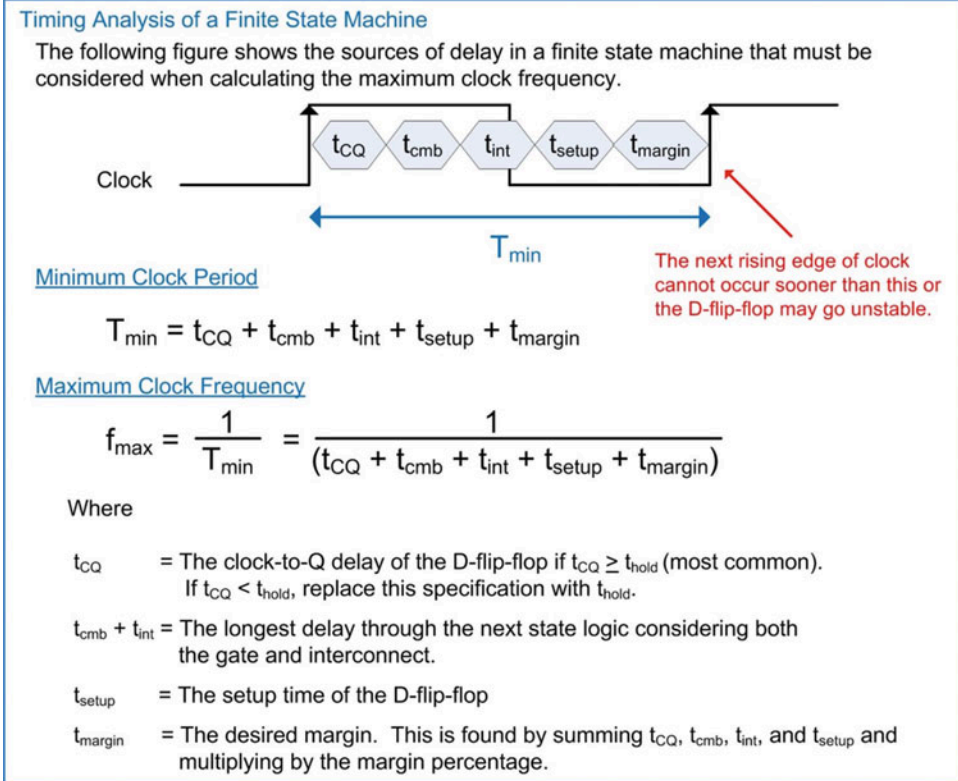 Timing Analysis of a Finite State Machine
The following figure shows the sources of delay in a finite state machine that must be
considered when calculating the maximum clock frequency.
tCQ tcmb tint tsetup tmargin
Clock
Tmin
The next rising edge of clock
cannot occur sooner than this or
the D-flip-flop may go unstable.
Minimum Clock Period
Tmin = tCQ + tcmb + tint + tsetup + tmargin
Maximum Clock Frequency
fmax = 1 / Tmin = 1 / (tCQ + tcmb + tint + tsetup + tmargin)
Where
tCQ = The clock-to-Q delay of the D-flip-flop if tCQ ≥ thold (most common).
If tCQ < thold, replace this specification with thold.
tcmb + tint = The longest delay through the next state logic considering both
the gate and interconnect.
tsetup = The setup time of the D-flip-flop
tmargin = The desired margin. This is found by summing tCQ, tcmb, tint, and tsetup and
multiplying by the margin percentage.